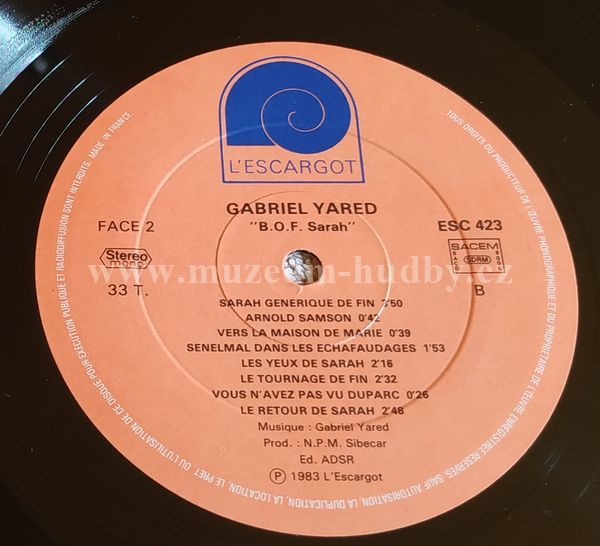 L'ESCARGOT
GABRIEL YARED
"B.O.F. Sarah"
FACE 2
ESC 423
Stereo
mono
SACEM
SDRM
33 T.
B
www.muzeum-hudby.cz
SARAH GENERIQUE DE FIN 3'50
ARNOLD SAMSON 0'42
VERS LA MAISON DE MARIE 0'39
SENELMAL DANS LES ECHAFAUDAGES 1'53
LES YEUX DE SARAH 2'16
LE TOURNAGE DE FIN 2'32
VOUS N'AVEZ PAS VU DUPARC 0'26
LE RETOUR DE SARAH 2'48
Musique : Gabriel Yared
Prod. : N.P.M. Sibecar
Ed. ADSR
Ⓟ 1983 L'Escargot
TOUS DROITS DU PRODUCTEUR DE L'ŒUVRE PHONOGRAPHIQUE ET DU PROPRIETAIRE DE L'ŒUVRE ENREGISTREE RESERVES. SAUF AUTORISATION, LA DUPLICATION, LA LOCATION, LE PRET OU L'UTILISATION DE CE DISQUE POUR EXECUTION PUBLIQUE ET RADIODIFFUSION SONT INTERDITS. MADE IN FRANCE.